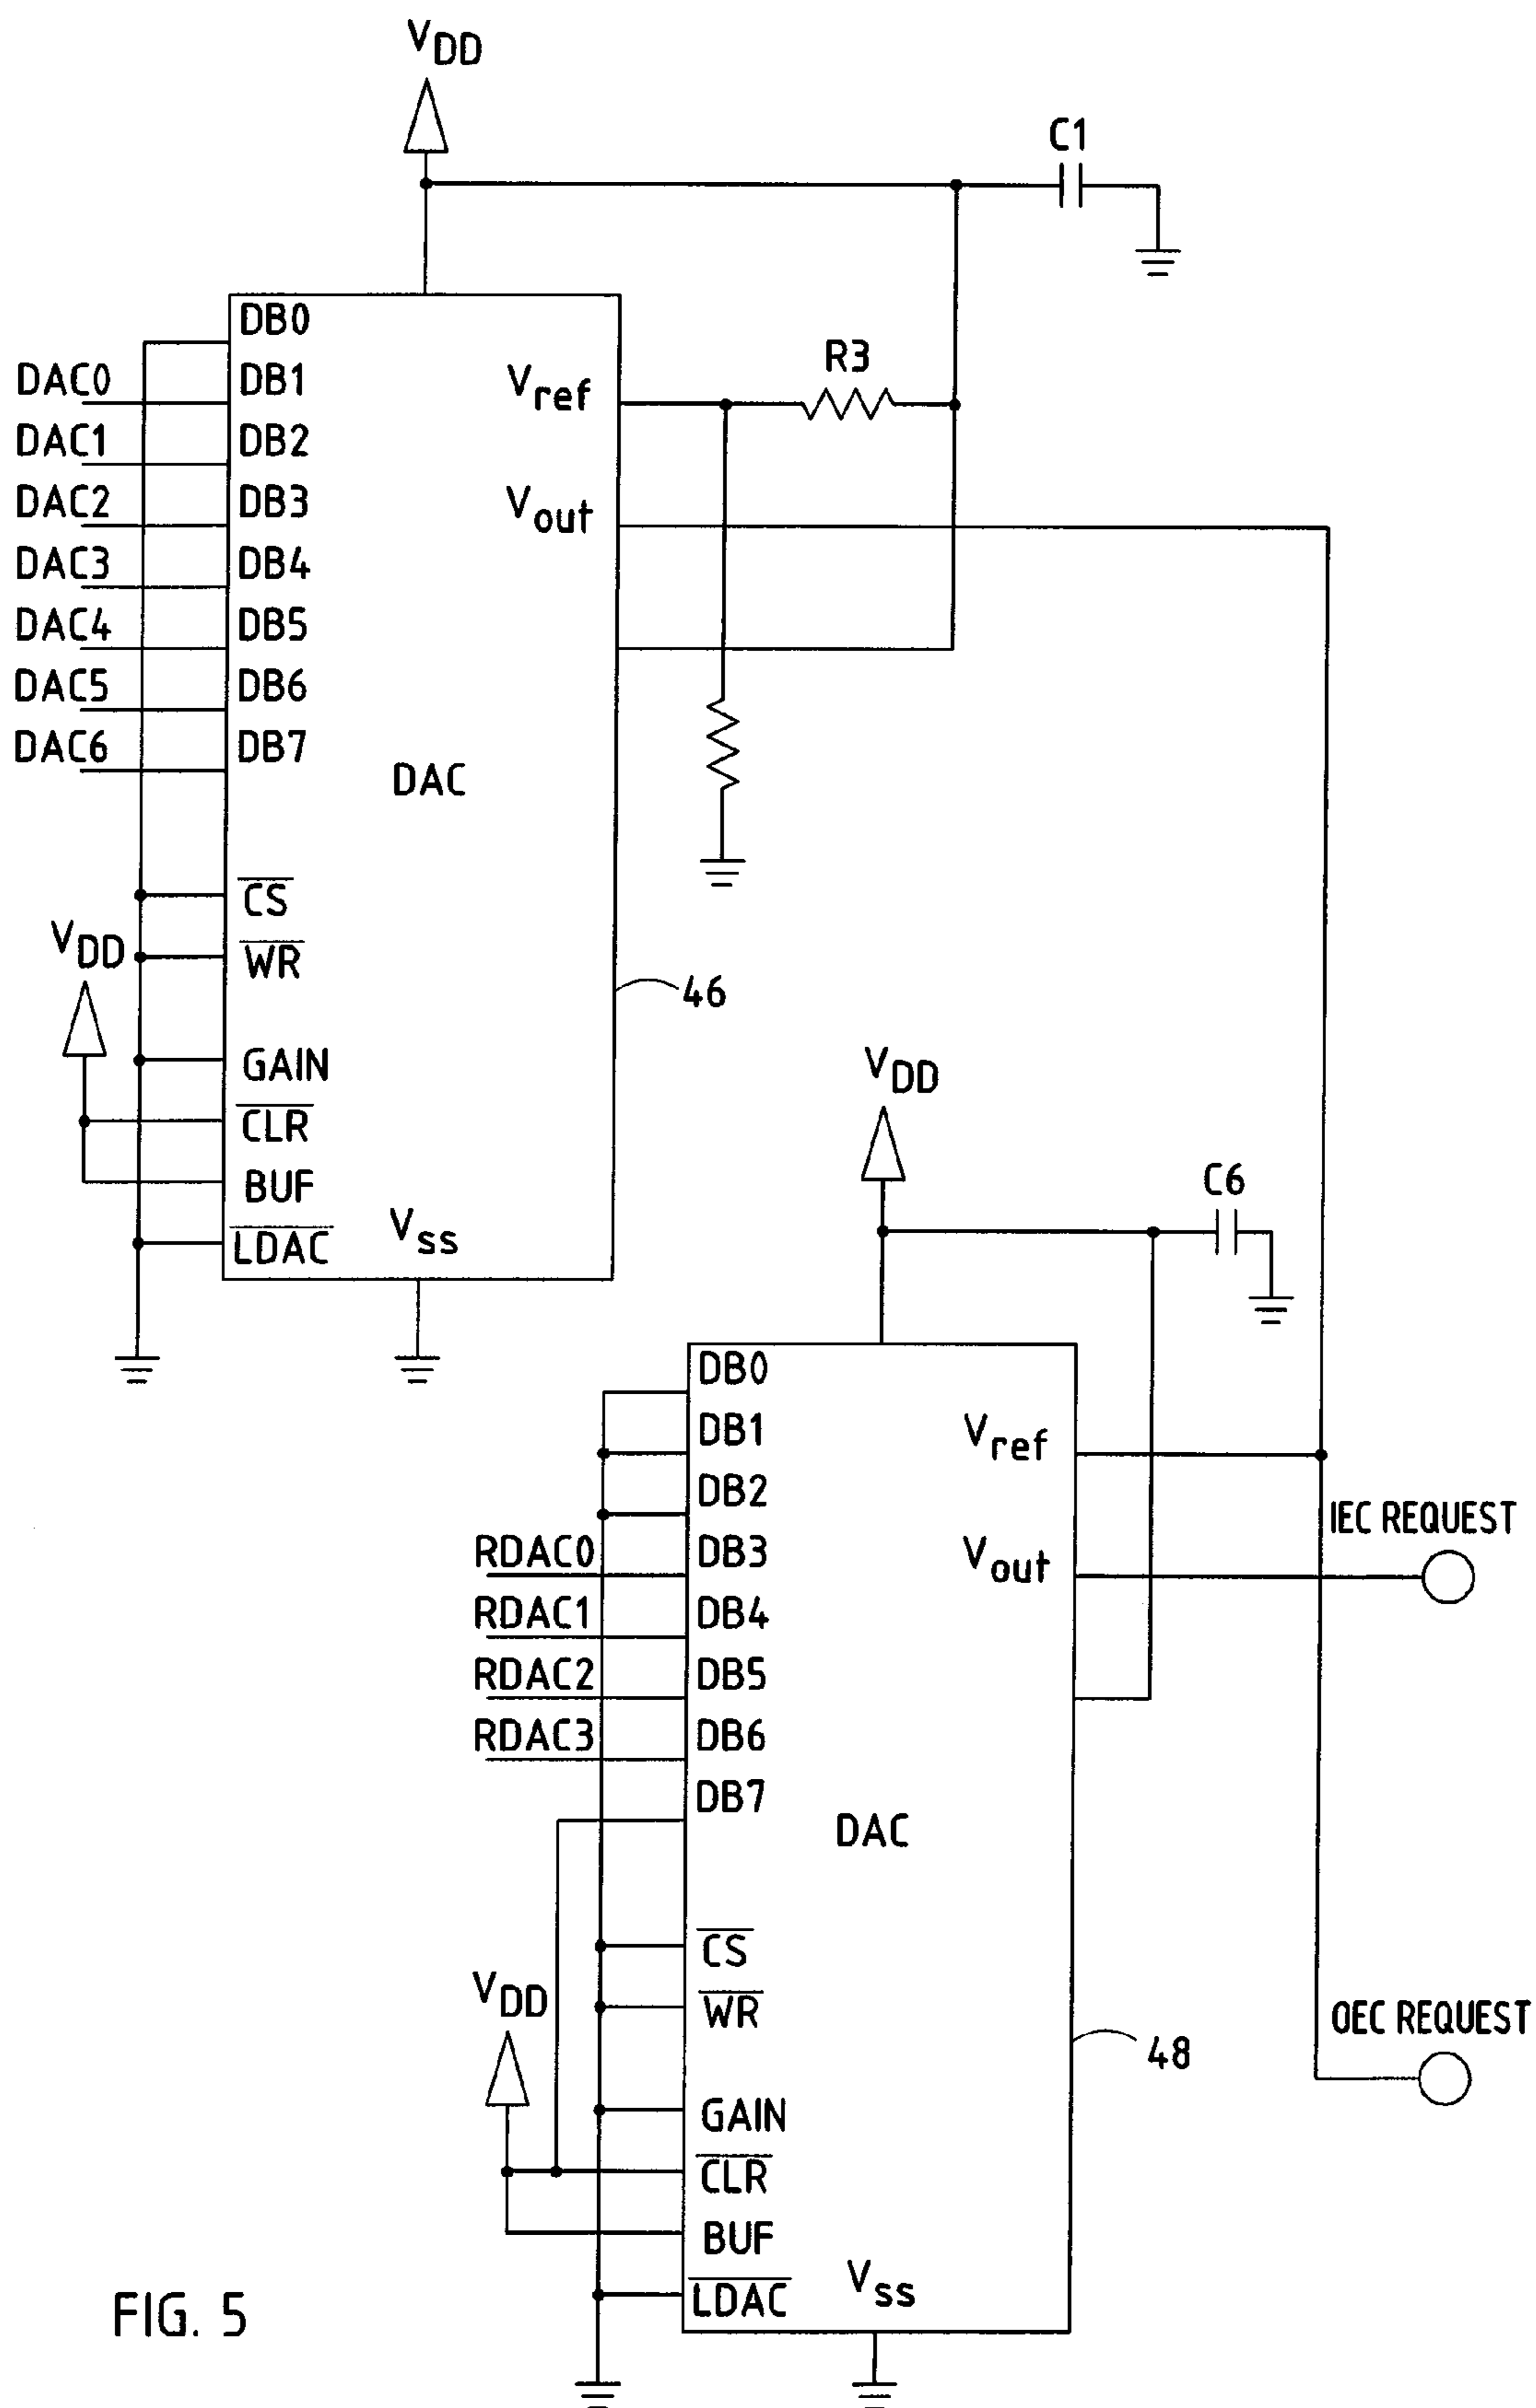 VDD
C1
DB0
DAC0 DB1
DAC1 DB2
DAC2 DB3
DAC3 DB4
DAC4 DB5
DAC5 DB6
DAC6 DB7
Vref
R3
Vout
DAC
CS
VDD
WR
46
GAIN
CLR
BUF
LDAC
Vss
VDD
C6
DB0
DB1
DB2
RDAC0 DB3
RDAC1 DB4
RDAC2 DB5
RDAC3 DB6
DB7
Vref
Vout
IEC REQUEST
DAC
CS
VDD
WR
48
OEC REQUEST
GAIN
CLR
BUF
LDAC
Vss
FIG. 5